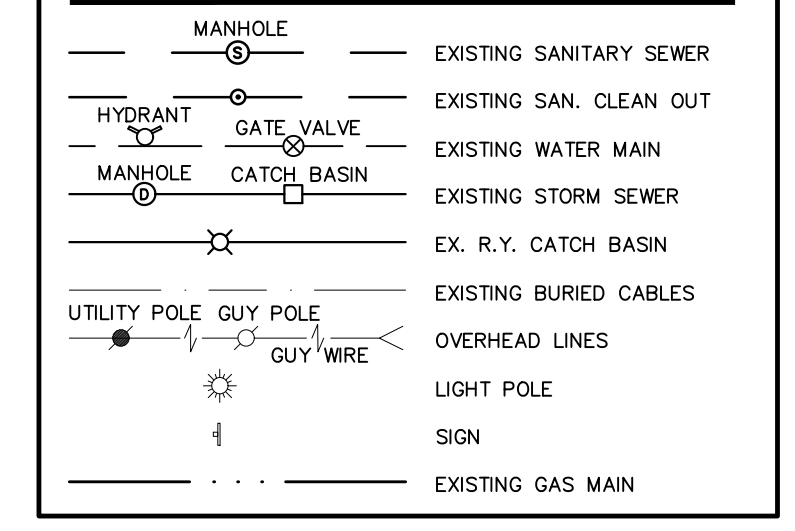 MANHOLE
S
EXISTING SANITARY SEWER
EXISTING SAN. CLEAN OUT
HYDRANT
GATE VALVE
EXISTING WATER MAIN
MANHOLE
CATCH BASIN
D
EXISTING STORM SEWER
EX. R.Y. CATCH BASIN
EXISTING BURIED CABLES
UTILITY POLE
GUY POLE
OVERHEAD LINES
GUY WIRE
LIGHT POLE
SIGN
EXISTING GAS MAIN